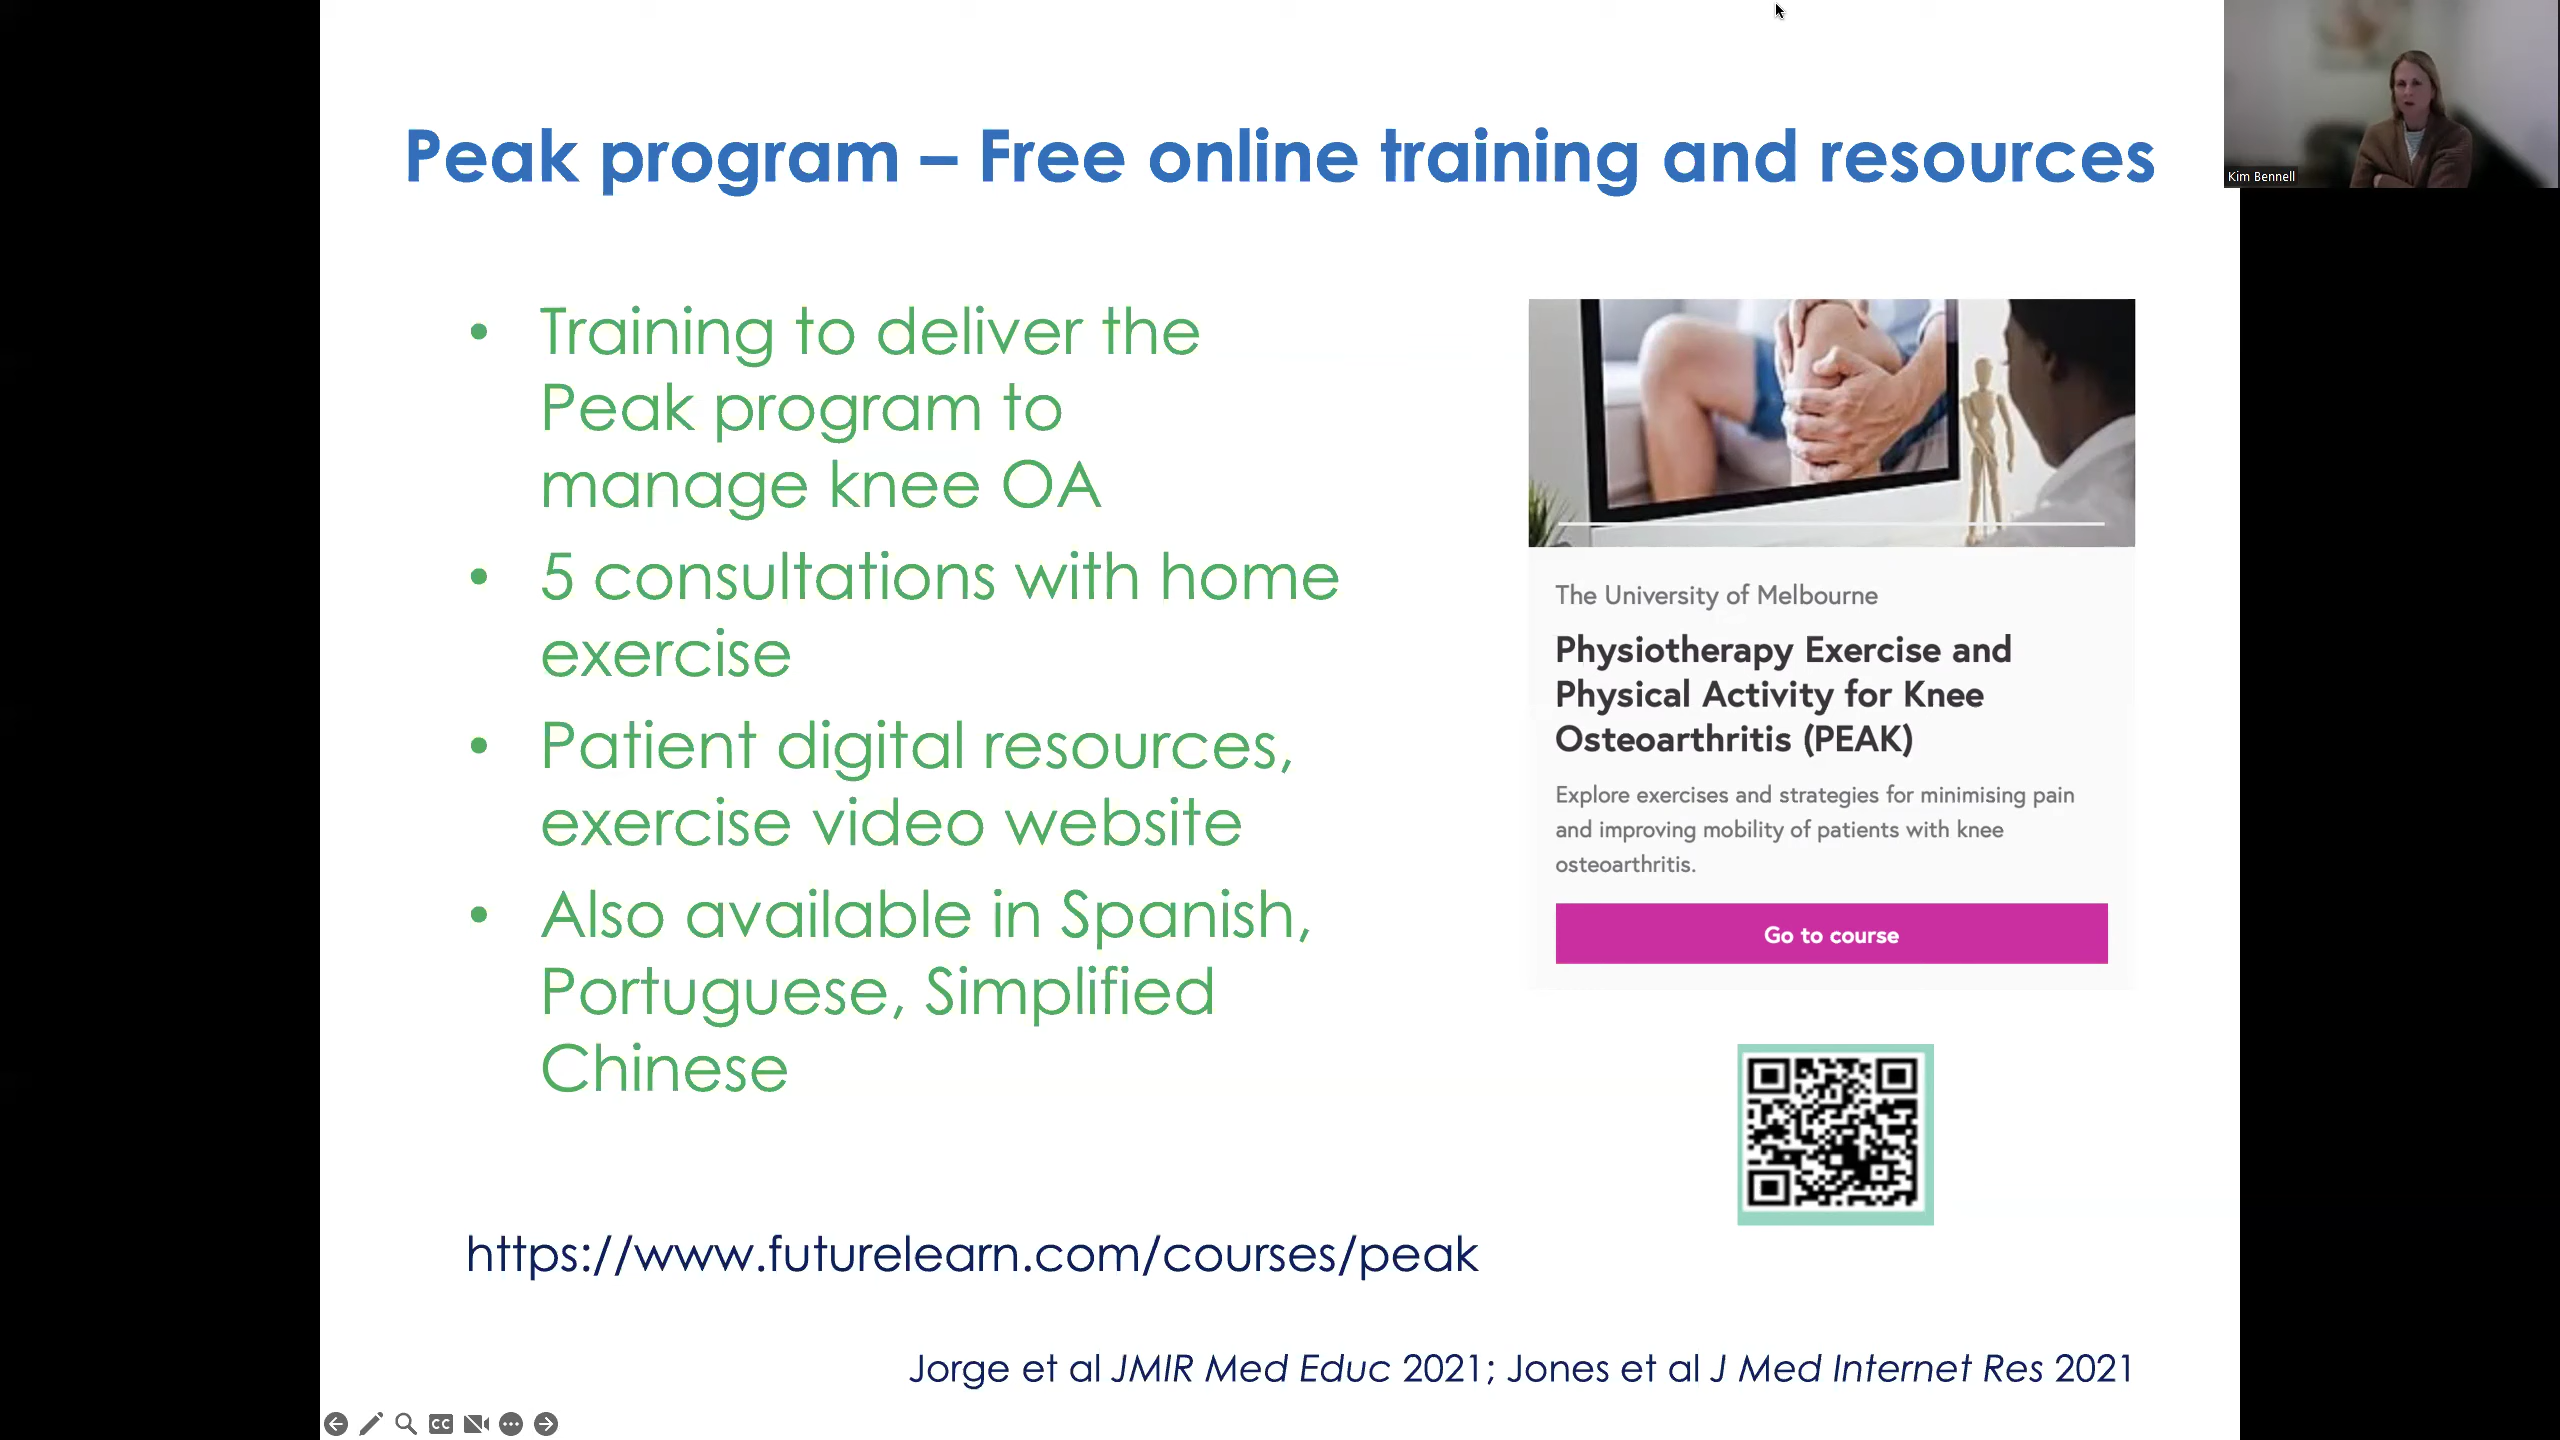 Peak program – Free online training and resources
Kim Bennell
• Training to deliver the
Peak program to
manage knee OA
• 5 consultations with home
exercise
• Patient digital resources,
exercise video website
• Also available in Spanish,
Portuguese, Simplified
Chinese
The University of Melbourne
Physiotherapy Exercise and
Physical Activity for Knee
Osteoarthritis (PEAK)
Explore exercises and strategies for minimising pain
and improving mobility of patients with knee
osteoarthritis.
Go to course
https://www.futurelearn.com/courses/peak
Jorge et al JMIR Med Educ 2021; Jones et al J Med Internet Res 2021
CC